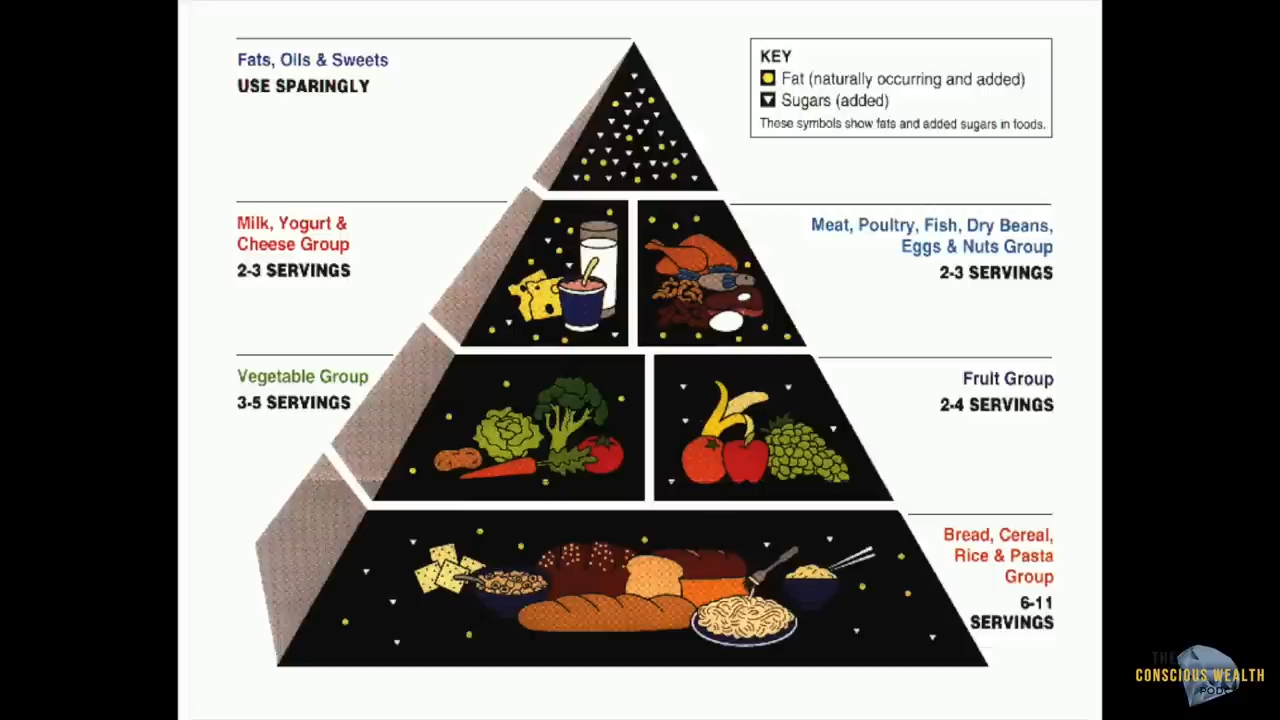 Fats, Oils & Sweets
USE SPARINGLY
KEY
Fat (naturally occurring and added)
Sugars (added)
These symbols show fats and added sugars in foods.
Milk, Yogurt &
Cheese Group
2-3 SERVINGS
Meat, Poultry, Fish, Dry Beans,
Eggs & Nuts Group
2-3 SERVINGS
Vegetable Group
3-5 SERVINGS
Fruit Group
2-4 SERVINGS
Bread, Cereal,
Rice & Pasta
Group
6-11
SERVINGS
THE
CONSCIOUS WEALTH